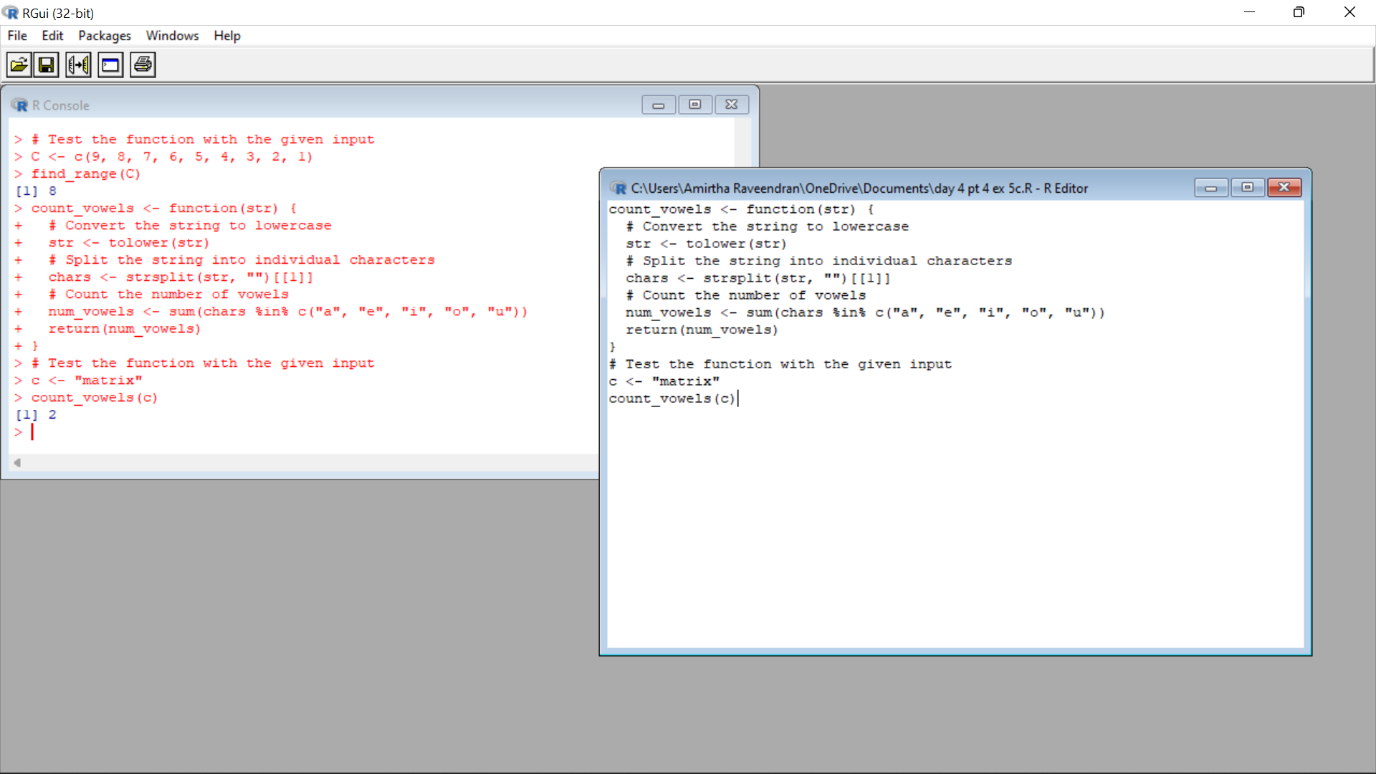 RGui (32-bit)
File Edit Packages Windows Help
R Console
> # Test the function with the given input
> C <- c(9, 8, 7, 6, 5, 4, 3, 2, 1)
> find_range(C)
[1] 8
> count_vowels <- function(str) {
+   # Convert the string to lowercase
+   str <- tolower(str)
+   # Split the string into individual characters
+   chars <- strsplit(str, "")[[1]]
+   # Count the number of vowels
+   num_vowels <- sum(chars %in% c("a", "e", "i", "o", "u"))
+   return(num_vowels)
+ }
> # Test the function with the given input
> c <- "matrix"
> count_vowels(c)
[1] 2
>
C:\Users\Amirtha Raveendran\OneDrive\Documents\day 4 pt 4 ex 5c.R - R Editor
count_vowels <- function(str) {
  # Convert the string to lowercase
  str <- tolower(str)
  # Split the string into individual characters
  chars <- strsplit(str, "")[[1]]
  # Count the number of vowels
  num_vowels <- sum(chars %in% c("a", "e", "i", "o", "u"))
  return(num_vowels)
}
# Test the function with the given input
c <- "matrix"
count_vowels(c)